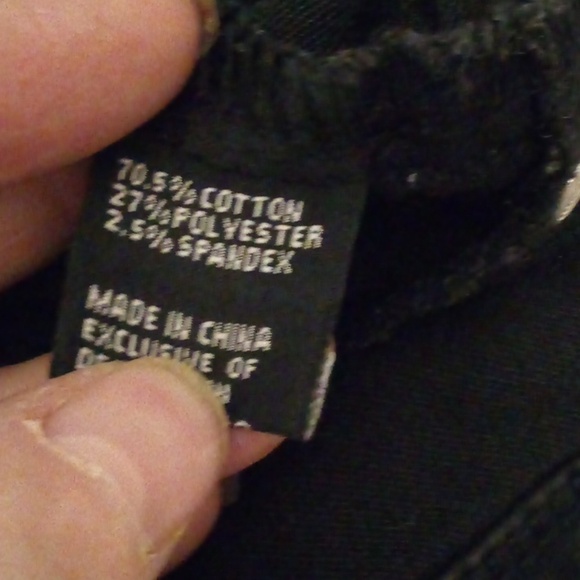 70.5% COTTON
27% POLYESTER
2.5% SPANDEX
MADE IN CHINA
EXCLUSIVE OF